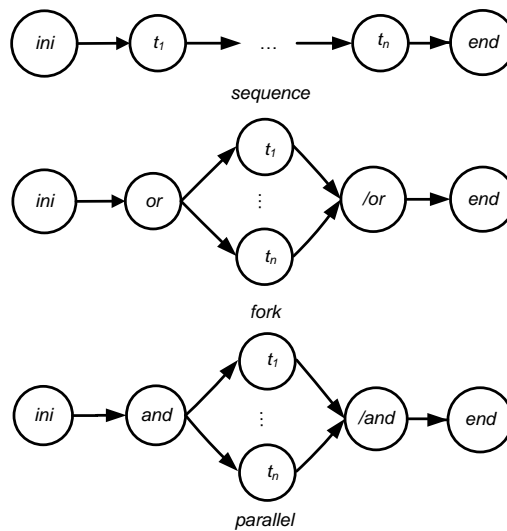 ini t₁ ... tₙ end
sequence
t₁
ini or ⋮ /or end
tₙ
fork
t₁
ini and ⋮ /and end
tₙ
parallel